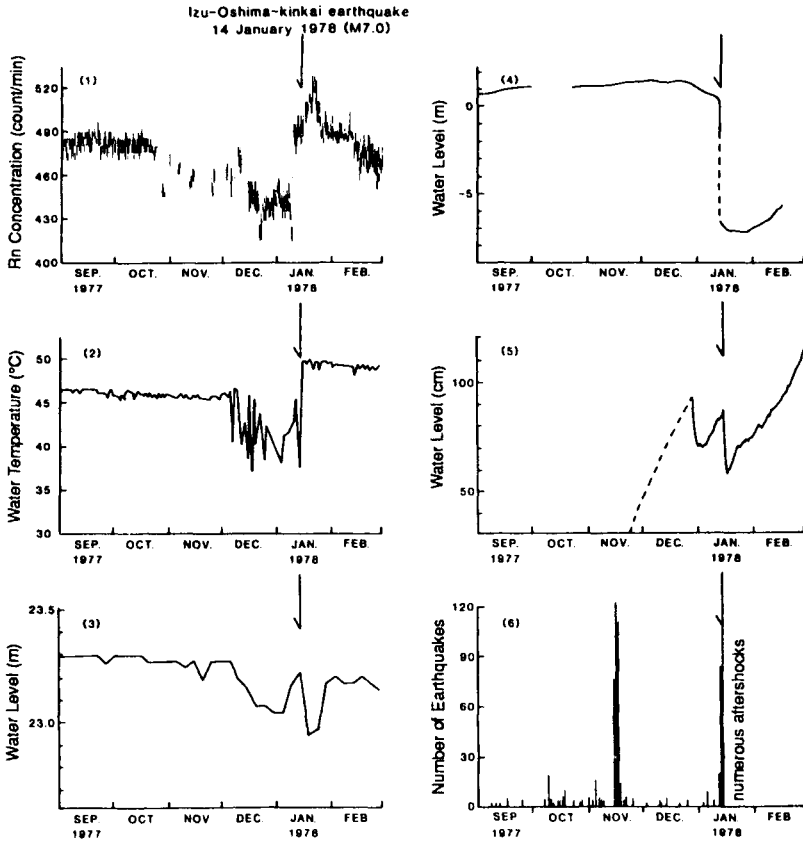 Izu-Oshima-kinkai earthquake
14 January 1978 (M7.0)
(1)
Rn Concentration (count/min)
520
490
460
430
400
SEP. OCT. NOV. DEC. JAN. FEB.
1977 1978
(4)
Water Level (m)
0
-5
SEP. OCT. NOV. DEC. JAN. FEB.
1977 1978
(2)
Water Temperature (°C)
50
45
40
35
30
SEP. OCT. NOV. DEC. JAN. FEB.
1977 1978
(5)
Water Level (cm)
100
50
SEP. OCT. NOV. DEC. JAN. FEB.
1977 1978
(3)
Water Level (m)
23.5
23.0
SEP. OCT NOV. DEC. JAN. FEB.
1977 1978
(6)
Number of Earthquakes
120
90
60
30
0
numerous aftershocks
SEP. OCT NOV. DEC. JAN. FEB.
1977 1978